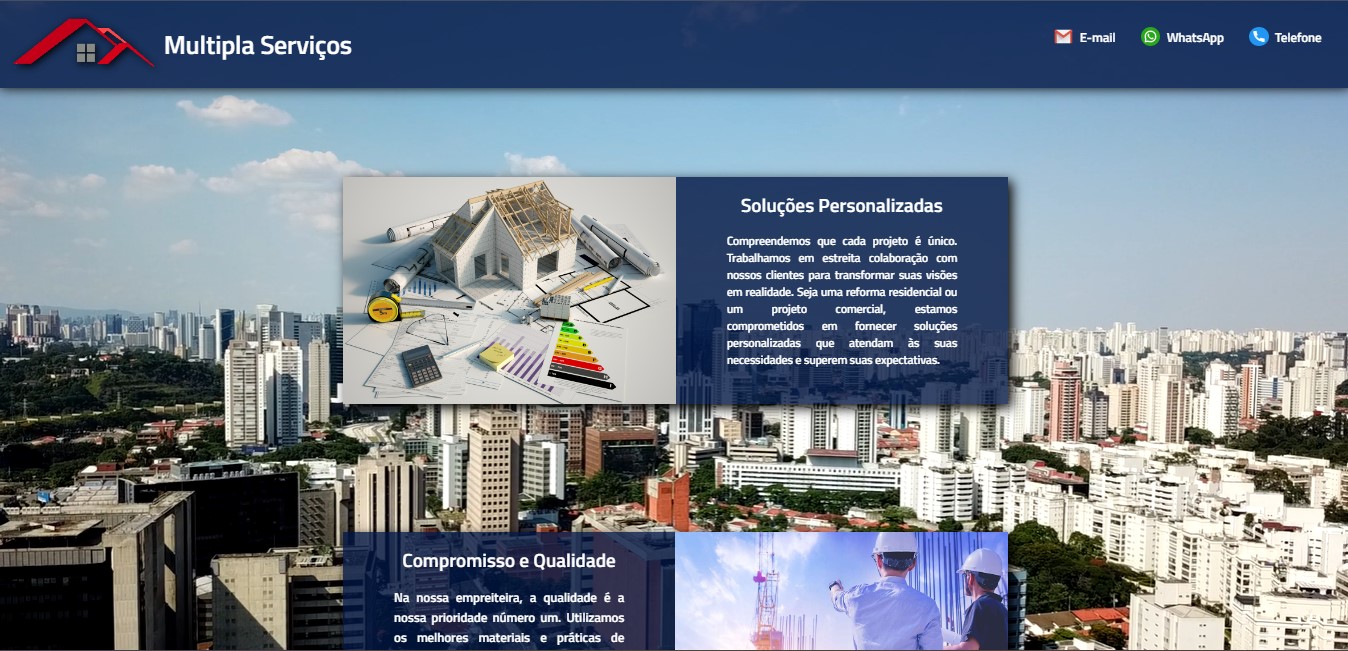 Multipla Serviços
E-mail
WhatsApp
Telefone
Soluções Personalizadas
Compreendemos que cada projeto é único.
Trabalhamos em estreita colaboração com
nossos clientes para transformar suas visões
em realidade. Seja uma reforma residencial ou
um projeto comercial, estamos
comprometidos em fornecer soluções
personalizadas que atendam às suas
necessidades e superem suas expectativas.
Compromisso e Qualidade
Na nossa empreiteira, a qualidade é a
nossa prioridade número um. Utilizamos
os melhores materiais e práticas de